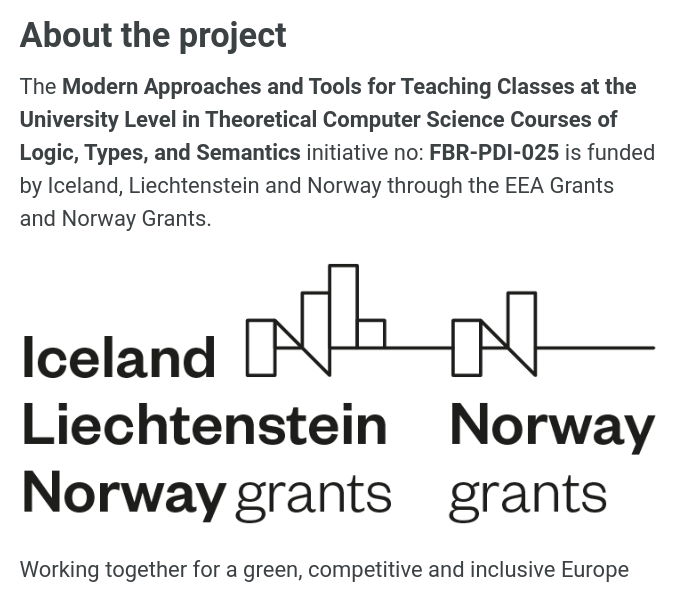 About the project
The Modern Approaches and Tools for Teaching Classes at the
University Level in Theoretical Computer Science Courses of
Logic, Types, and Semantics initiative no: FBR-PDI-025 is funded
by Iceland, Liechtenstein and Norway through the EEA Grants
and Norway Grants.
Iceland
Liechtenstein
Norway grants
Norway
grants
Working together for a green, competitive and inclusive Europe